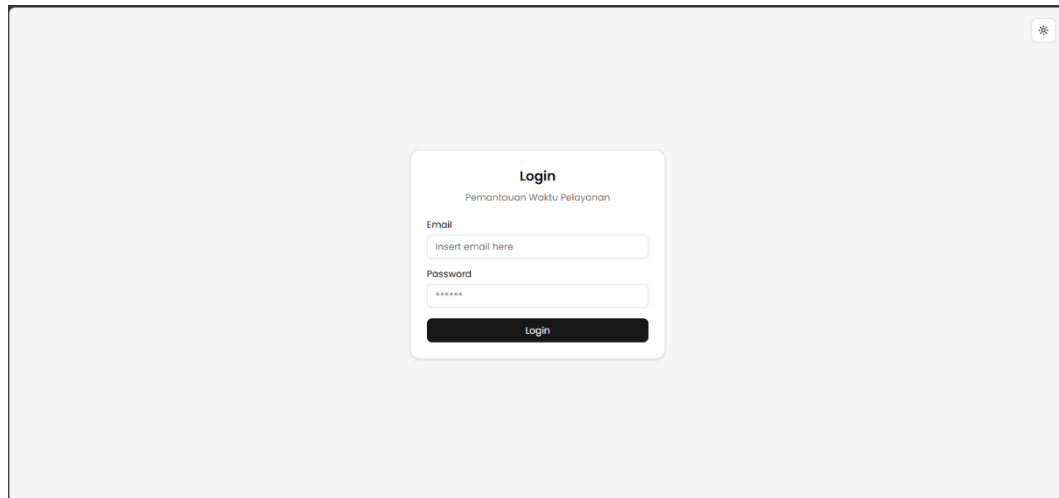 Login
Pemantauan Waktu Pelayanan
Email
Insert email here
Password
******
Login